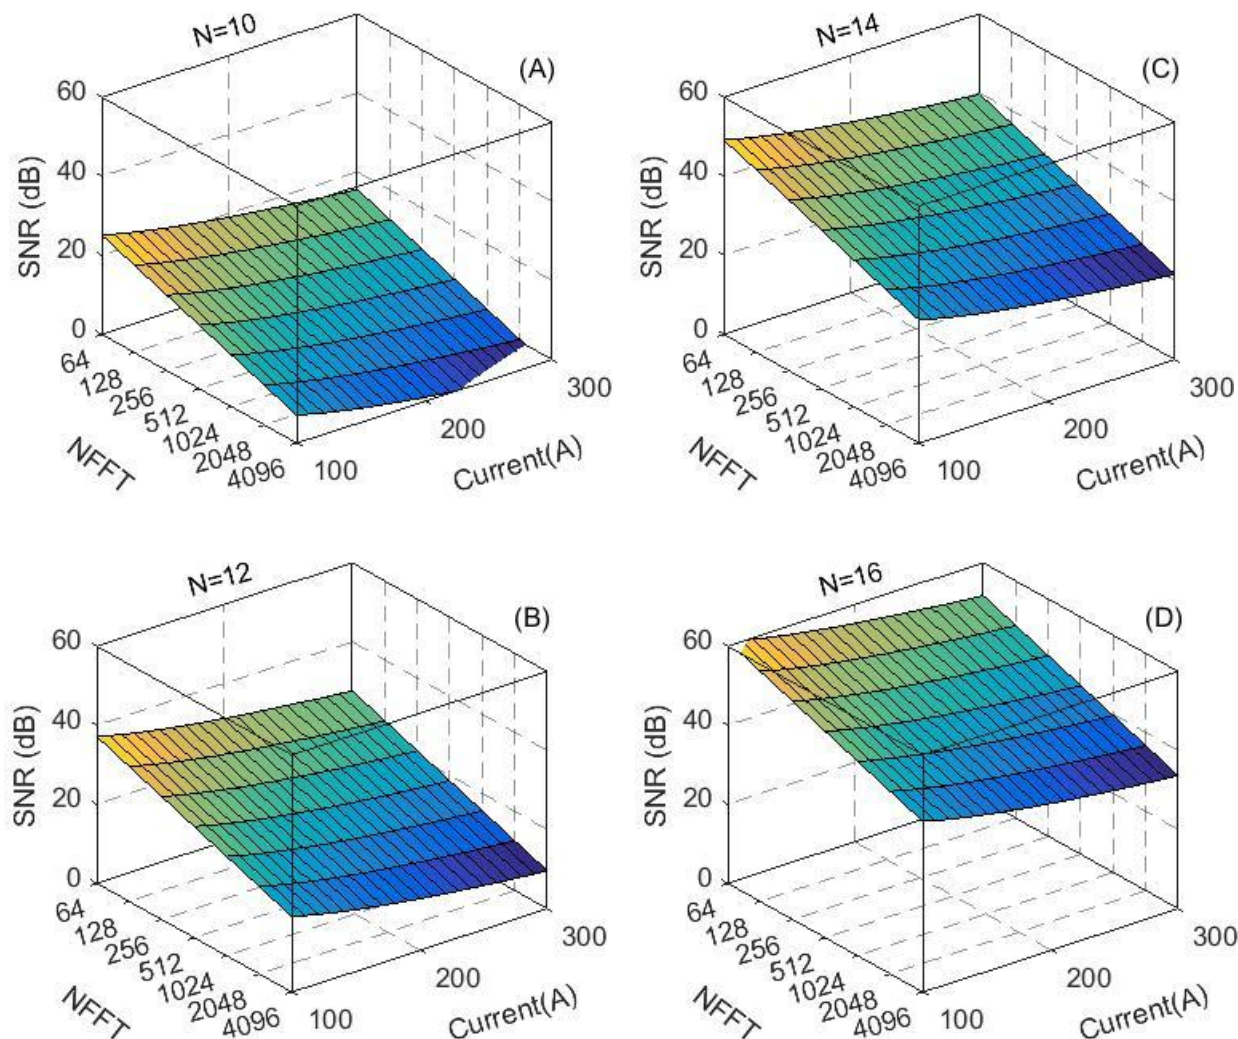 N=10
(A)
60
40
20
0
SNR (dB)
64
128
256
512
1024
2048
4096
NFFT
100
200
300
Current(A)
N=14
(C)
60
40
20
0
SNR (dB)
64
128
256
512
1024
2048
4096
NFFT
100
200
300
Current(A)
N=12
(B)
60
40
20
0
SNR (dB)
64
128
256
512
1024
2048
4096
NFFT
100
200
300
Current(A)
N=16
(D)
60
40
20
0
SNR (dB)
64
128
256
512
1024
2048
4096
NFFT
100
200
300
Current(A)